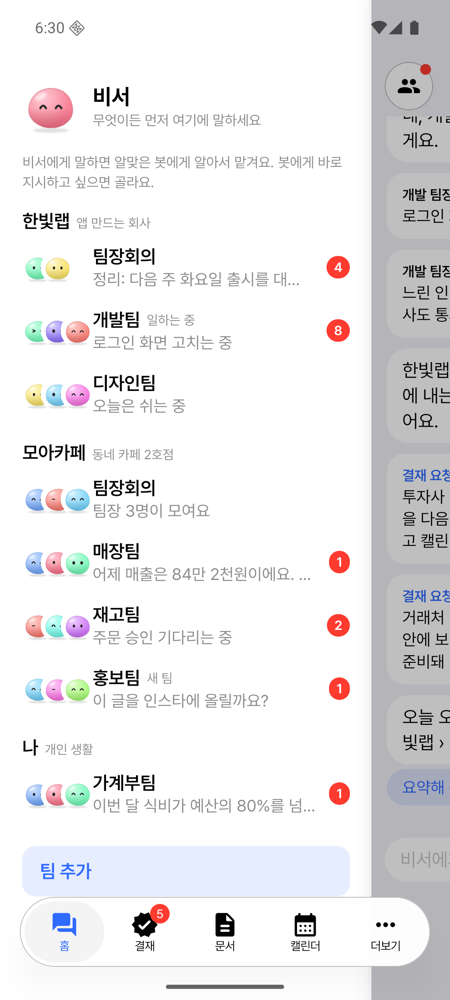 6:30
비서
무엇이든 먼저 여기에 말하세요
비서에게 말하면 알맞은 봇에게 알아서 맡겨요. 봇에게 바로
지시하고 싶으면 골라요.
한빛랩 앱 만드는 회사
팀장회의
정리: 다음 주 화요일 출시를 대...
4
개발팀 일하는 중
로그인 화면 고치는 중
8
디자인팀
오늘은 쉬는 중
모아카페 동네 카페 2호점
팀장회의
팀장 3명이 모여요
매장팀
어제 매출은 84만 2천원이에요. ...
1
재고팀
주문 승인 기다리는 중
2
홍보팀 새 팀
이 글을 인스타에 올릴까요?
1
나 개인 생활
가계부팀
이번 달 식비가 예산의 80%를 넘...
1
팀 추가
홈
결재
5
문서
캘린더
더보기
게요.
개발 팀장
로그인
개발 팀장
느린 인
사도 통
한빛랩
에 내는
어요.
결재 요청
투자사
을 다음
고 캘린
결재 요청
거래처
안에 보
준비돼
오늘 오
빛랩 ›
요약해
비서에게